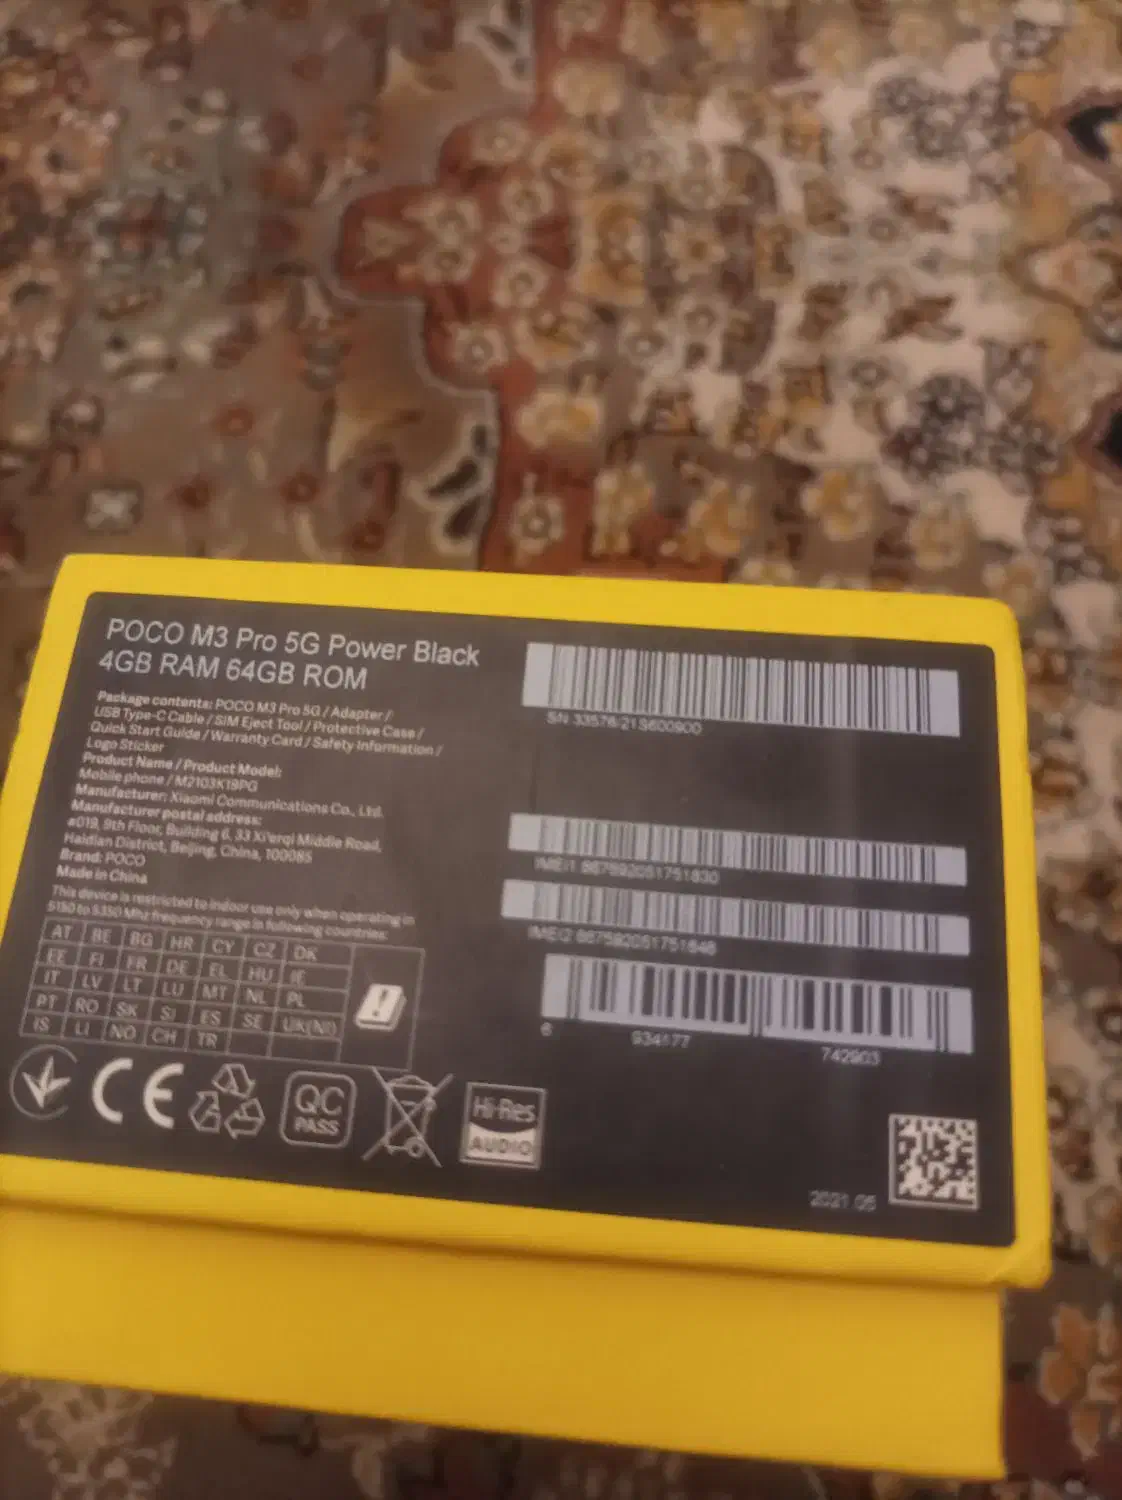 POCO M3 Pro 5G Power Black
4GB RAM 64GB ROM
Package contents: POCO M3 Pro 5G / Adapter /
USB Type-C Cable / SIM Eject Tool / Protective Case /
Quick Start Guide / Warranty Card / Safety Information /
Logo Sticker
Product Name / Product Model:
Mobile phone / M2103K19PG
Manufacturer: Xiaomi Communications Co., Ltd.
Manufacturer postal address:
#019, 9th Floor, Building 6, 33 Xi'erqi Middle Road,
Haidian District, Beijing, China, 100085
Brand: POCO
Made in China
This device is restricted to indoor use only when operating in
5150 to 5350 Mhz frequency range in following countries:
AT BE BG HR CY CZ DK
EE FI FR DE EL HU IE
IT LV LT LU MT NL PL
PT RO SK SI ES SE UK(NI)
IS LI NO CH TR
CE
QC
PASS
Hi-Res
AUDIO
SN:
IMEI1
IMEI2
6 934177 742903
2021.05